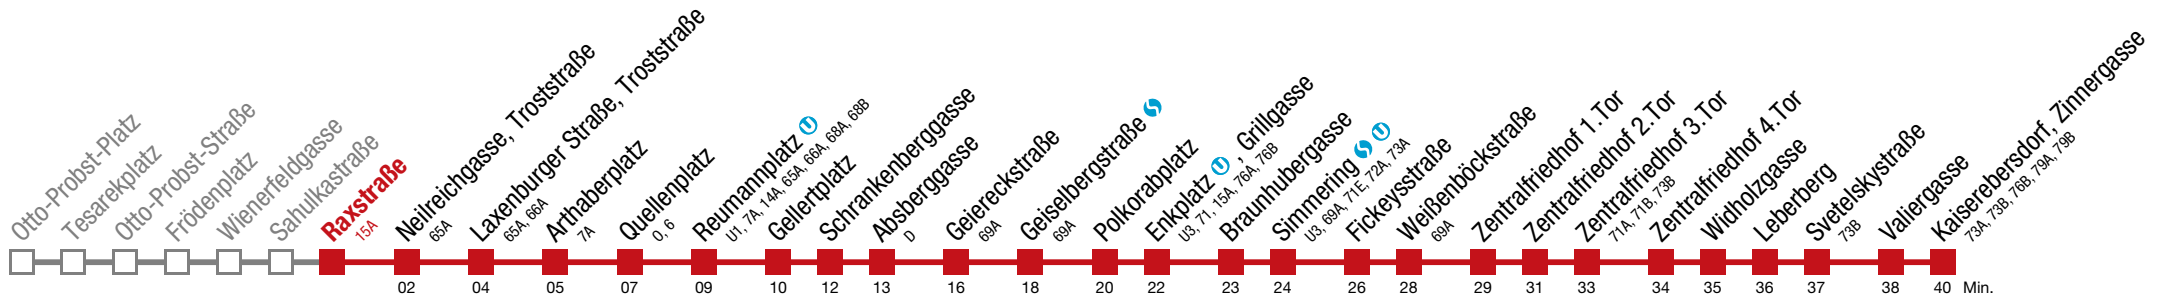 Otto-Probst-Platz
Tesarekplatz
Otto-Probst-Straße
Frödenplatz
Wienerfeldgasse
Sahulkastraße
Raxstraße
15A
Neilreichgasse, Troststraße
65A
Laxenburger Straße, Troststraße
65A, 66A
Arthaberplatz
7A
Quellenplatz
O, 6
Reumannplatz U
U1, 7A, 14A, 65A, 66A, 68A, 68B
Gellertplatz
Schrankenberggasse
Absberggasse
D
Geiereckstraße
69A
Geiselbergstraße S
69A
Polkorabplatz
Enkplatz U , Grillgasse
U3, 71, 15A, 76A, 76B
Braunhubergasse
Simmering S U
U3, 69A, 71E, 72A, 73A
Fickeysstraße
Weißenböckstraße
69A
Zentralfriedhof 1.Tor
Zentralfriedhof 2.Tor
Zentralfriedhof 3.Tor
71A, 71B, 73B
Zentralfriedhof 4.Tor
Widholzgasse
Leberberg
Svetelskystraße
73B
Valiergasse
Kaiserebersdorf, Zinnergasse
73A, 73B, 76B, 79A, 79B
02 04 05 07 09 10 12 13 16 18 20 22 23 24 26 28 29 31 33 34 35 36 37 38 40 Min.